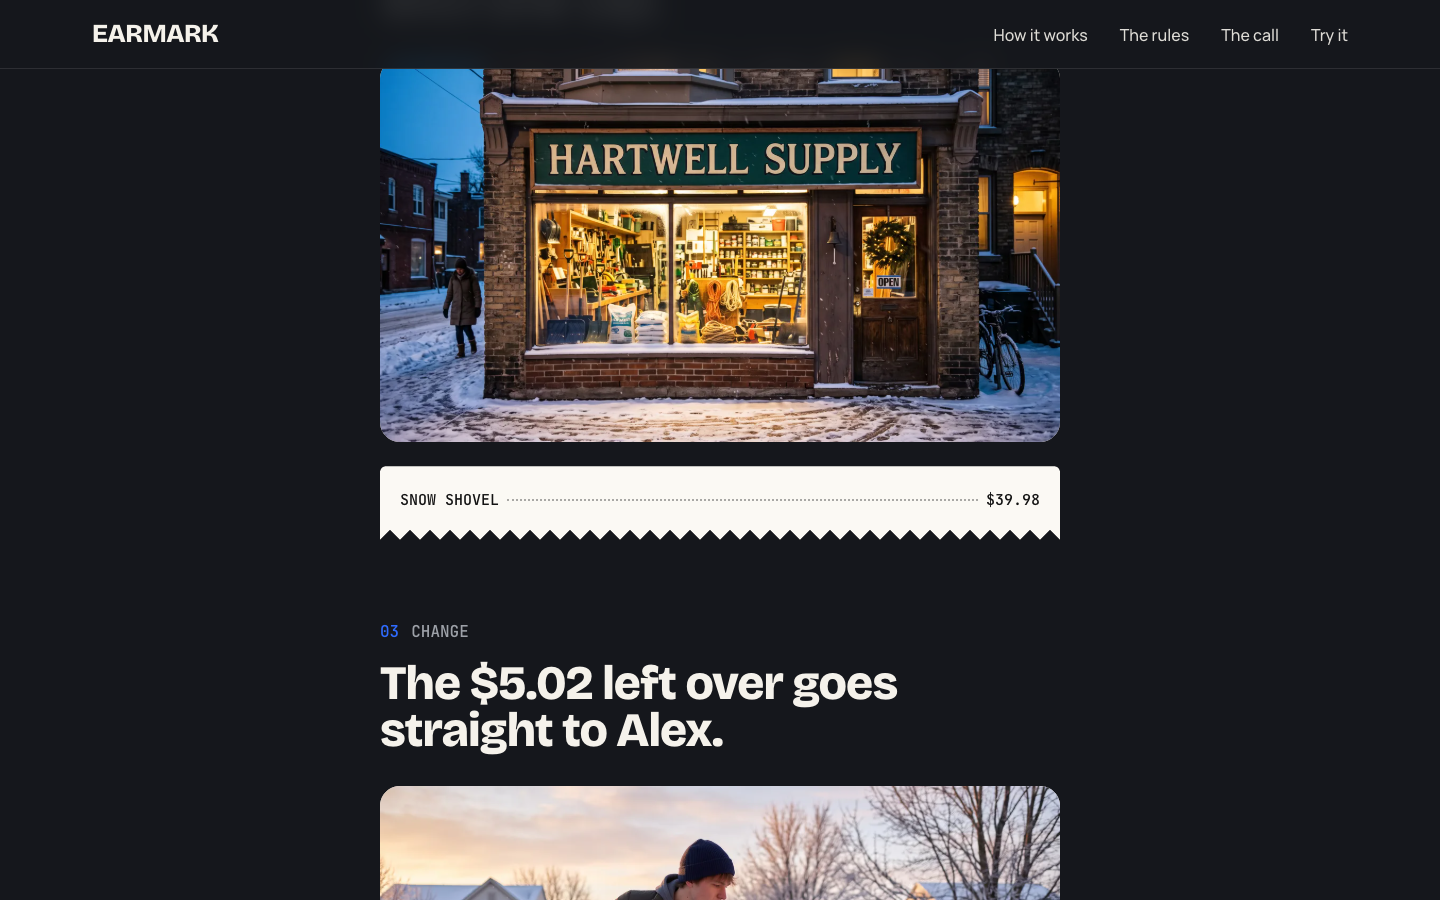 EARMARK
How it works
The rules
The call
Try it
HARTWELL SUPPLY
OPEN
SNOW SHOVEL $39.98
03 CHANGE
The $5.02 left over goes
straight to Alex.